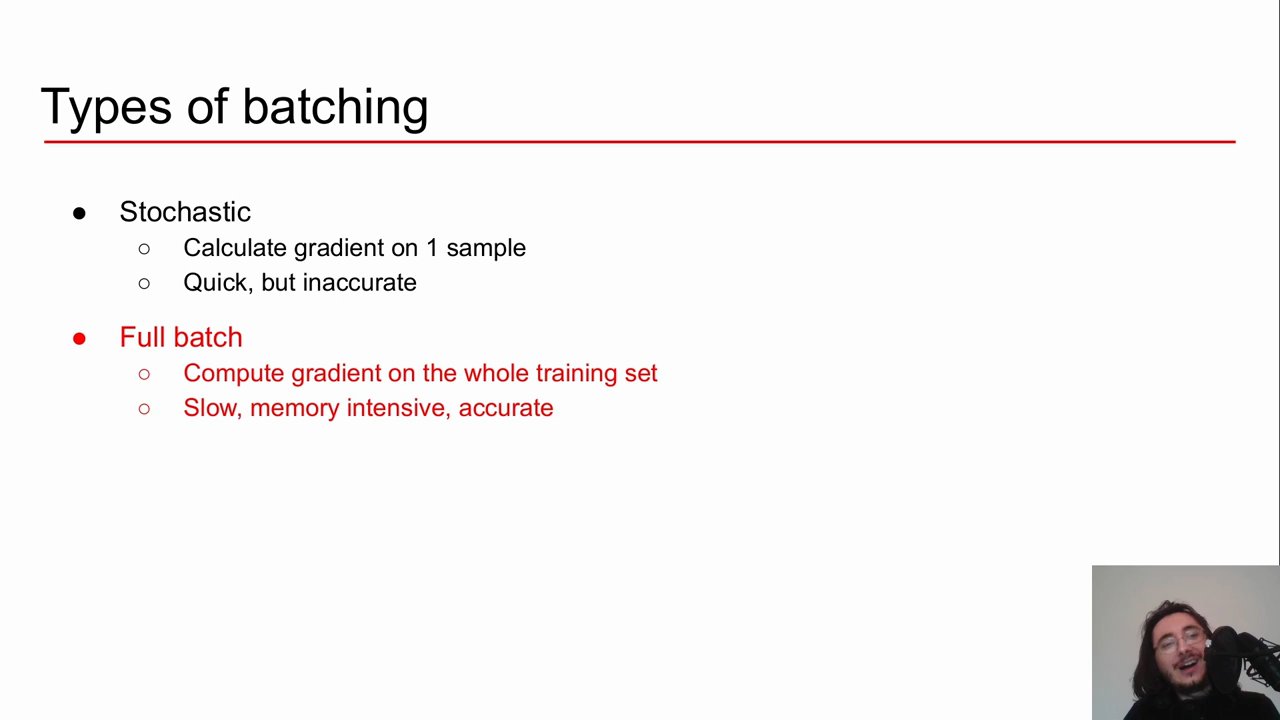 Types of batching
● Stochastic
○ Calculate gradient on 1 sample
○ Quick, but inaccurate
● Full batch
○ Compute gradient on the whole training set
○ Slow, memory intensive, accurate